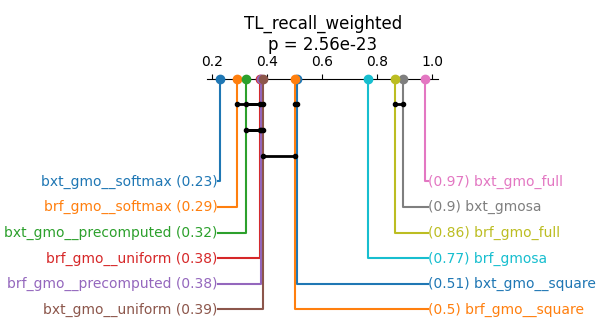 TL_recall_weighted
p = 2.56e-23
0.2 0.4 0.6 0.8 1.0
bxt_gmo__softmax (0.23) (0.97) bxt_gmo_full
brf_gmo__softmax (0.29) (0.9) bxt_gmosa
bxt_gmo__precomputed (0.32) (0.86) brf_gmo_full
brf_gmo__uniform (0.38) (0.77) brf_gmosa
brf_gmo__precomputed (0.38) (0.51) bxt_gmo__square
bxt_gmo__uniform (0.39) (0.5) brf_gmo__square